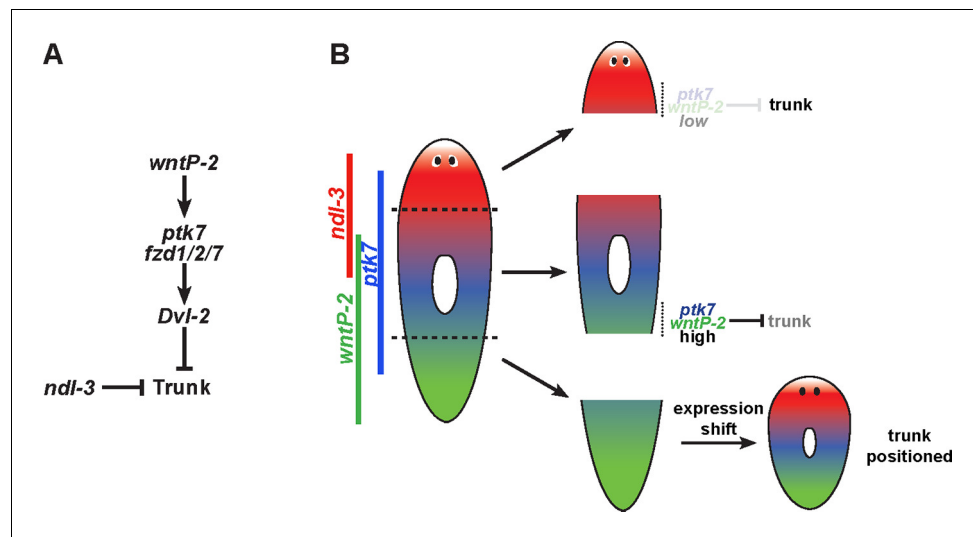 A
wntP-2
ptk7
fzd1/2/7
Dvl-2
ndl-3
Trunk
B
ndl-3
wntP-2
ptk7
ptk7
wntP-2
low
trunk
ptk7
wntP-2
high
trunk
expression
shift
trunk
positioned